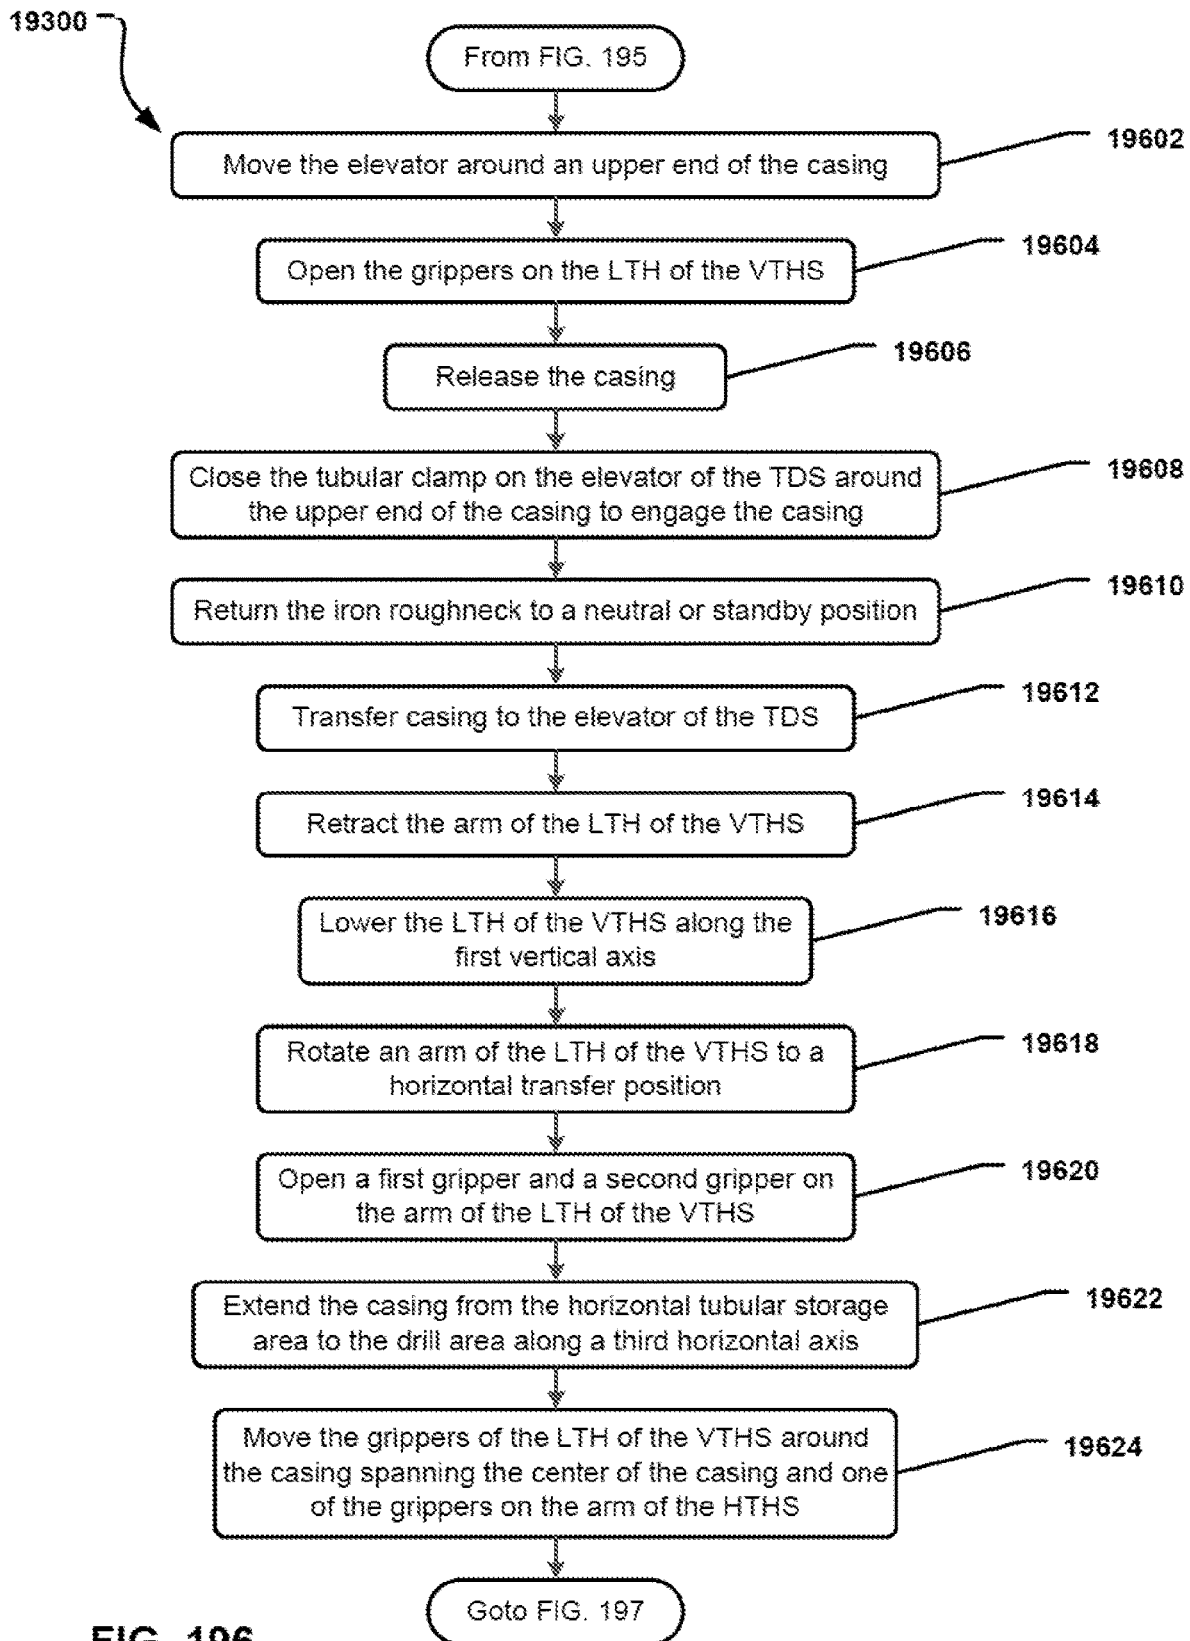 19300
From FIG. 195
Move the elevator around an upper end of the casing
19602
Open the grippers on the LTH of the VTHS
19604
Release the casing
19606
Close the tubular clamp on the elevator of the TDS around
the upper end of the casing to engage the casing
19608
Return the iron roughneck to a neutral or standby position
19610
Transfer casing to the elevator of the TDS
19612
Retract the arm of the LTH of the VTHS
19614
Lower the LTH of the VTHS along the
first vertical axis
19616
Rotate an arm of the LTH of the VTHS to a
horizontal transfer position
19618
Open a first gripper and a second gripper on
the arm of the LTH of the VTHS
19620
Extend the casing from the horizontal tubular storage
area to the drill area along a third horizontal axis
19622
Move the grippers of the LTH of the VTHS around
the casing spanning the center of the casing and one
of the grippers on the arm of the HTHS
19624
Goto FIG. 197
FIG. 196